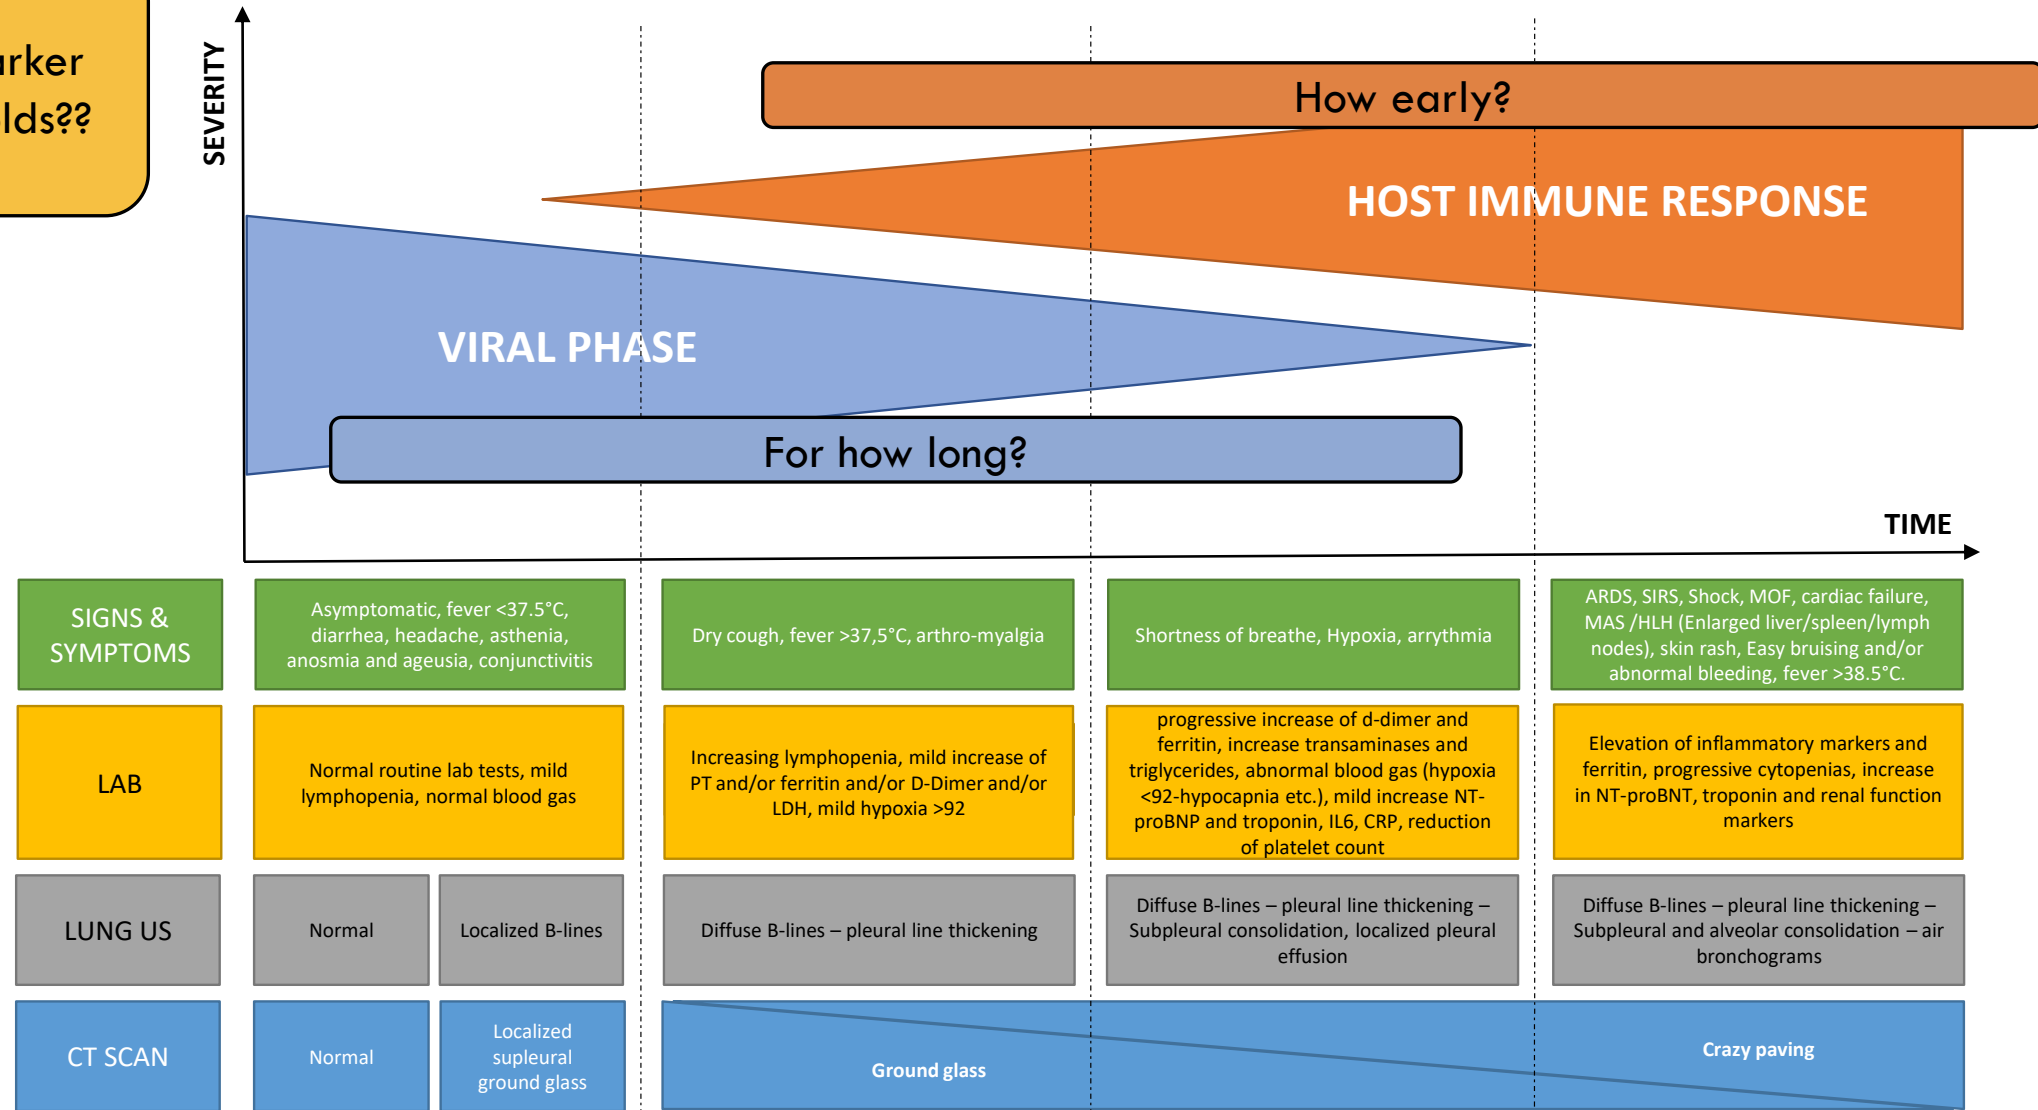 arker
lds??
SEVERITY
How early?
HOST IMMUNE RESPONSE
VIRAL PHASE
For how long?
TIME
SIGNS &
SYMPTOMS
Asymptomatic, fever <37.5°C,
diarrhea, headache, asthenia,
anosmia and ageusia, conjunctivitis
Dry cough, fever >37,5°C, arthro-myalgia
Shortness of breathe, Hypoxia, arrythmia
ARDS, SIRS, Shock, MOF, cardiac failure,
MAS /HLH (Enlarged liver/spleen/lymph
nodes), skin rash, Easy bruising and/or
abnormal bleeding, fever >38.5°C.
LAB
Normal routine lab tests, mild
lymphopenia, normal blood gas
Increasing lymphopenia, mild increase of
PT and/or ferritin and/or D-Dimer and/or
LDH, mild hypoxia >92
progressive increase of d-dimer and
ferritin, increase transaminases and
triglycerides, abnormal blood gas (hypoxia
<92-hypocapnia etc.), mild increase NT-
proBNP and troponin, IL6, CRP, reduction
of platelet count
Elevation of inflammatory markers and
ferritin, progressive cytopenias, increase
in NT-proBNT, troponin and renal function
markers
LUNG US
Normal
Localized B-lines
Diffuse B-lines – pleural line thickening
Diffuse B-lines – pleural line thickening –
Subpleural consolidation, localized pleural
effusion
Diffuse B-lines – pleural line thickening –
Subpleural and alveolar consolidation – air
bronchograms
CT SCAN
Normal
Localized
supleural
ground glass
Ground glass
Crazy paving